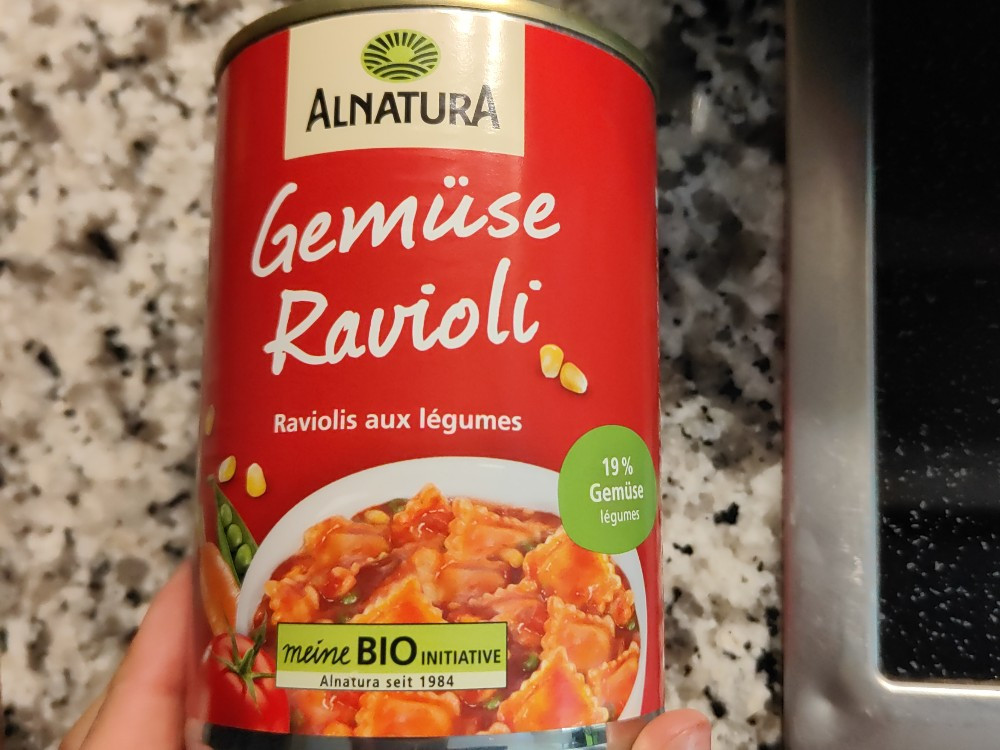 ALNATURA
Gemüse
Ravioli
Raviolis aux légumes
19 %
Gemüse
légumes
meine BIO INITIATIVE
Alnatura seit 1984